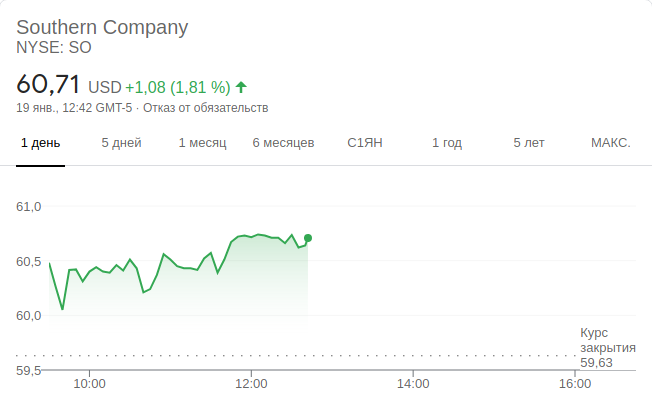 Southern Company
NYSE: SO
60,71 USD +1,08 (1,81 %)
19 янв., 12:42 GMT-5 · Отказ от обязательств
1 день 5 дней 1 месяц 6 месяцев С1ЯН 1 год 5 лет МАКС.
61,0
60,5
60,0
Курс
закрытия
59,63
59,5
10:00 12:00 14:00 16:00